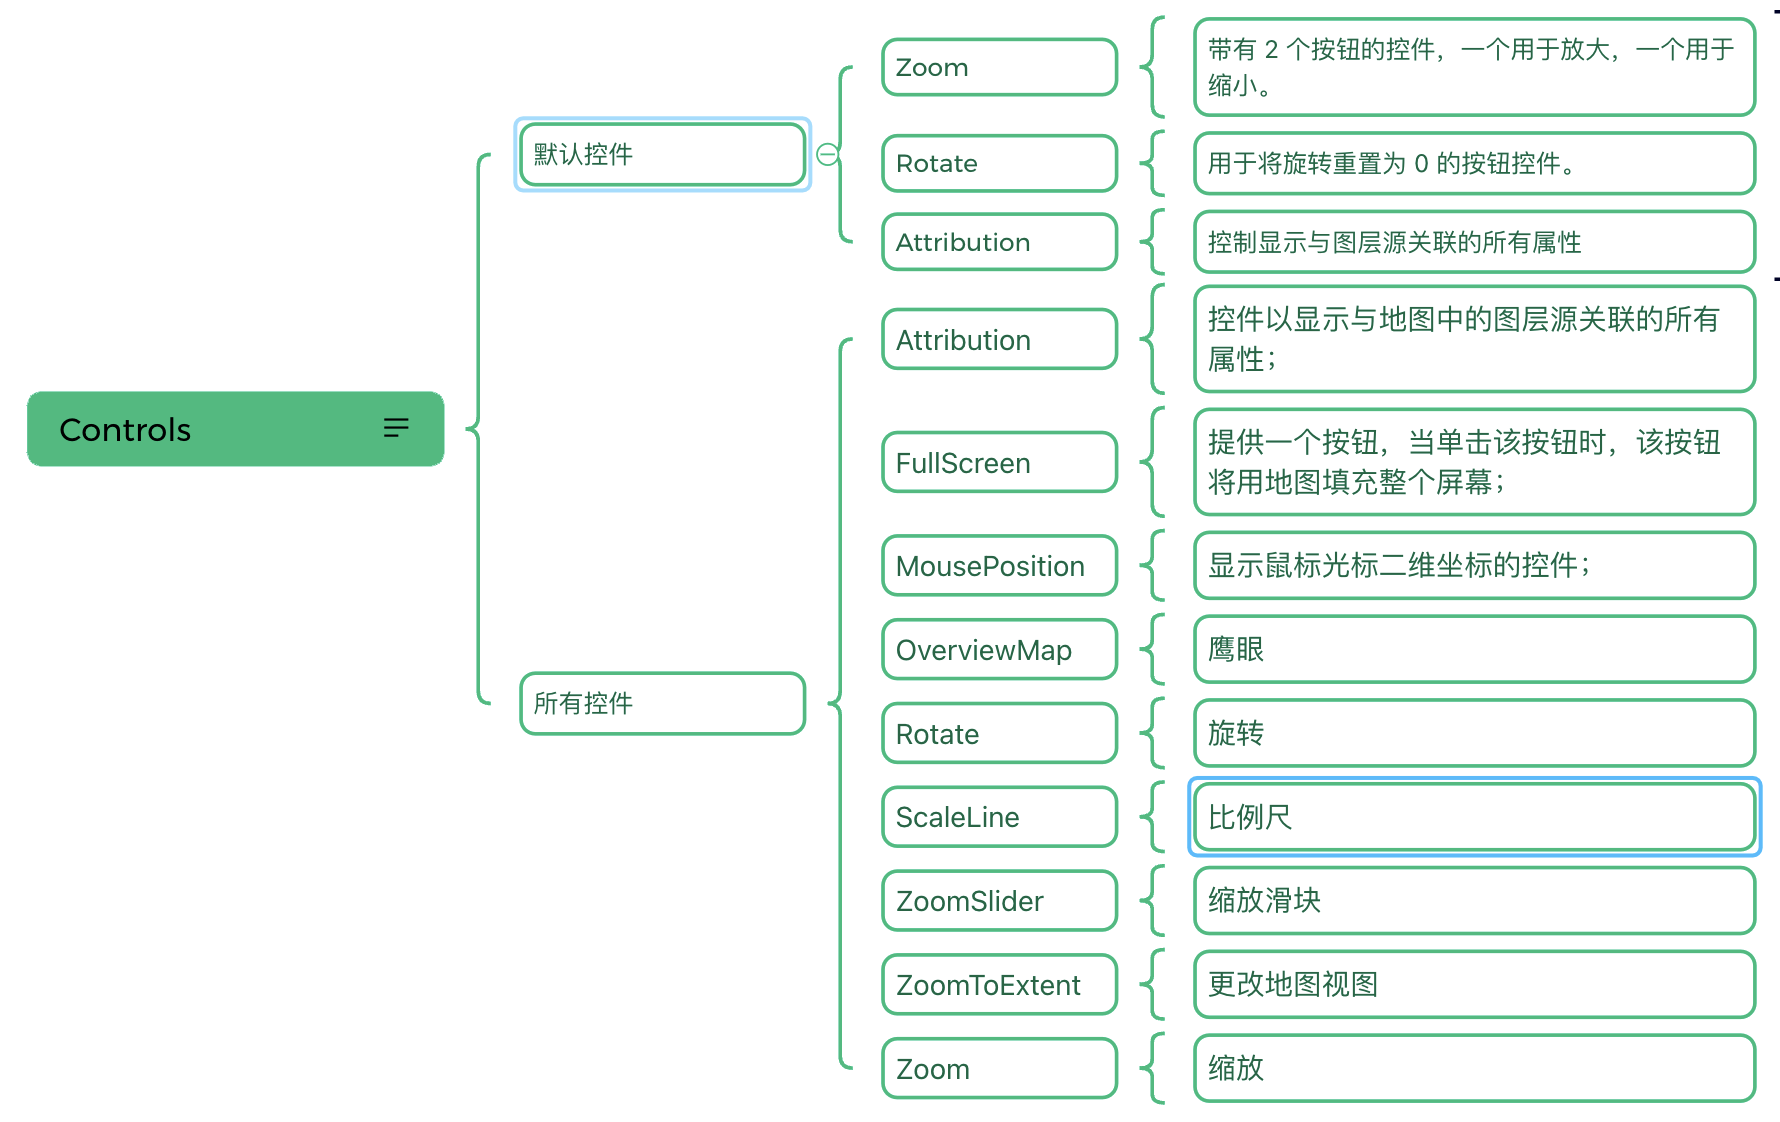 Controls
默认控件
Zoom
带有 2 个按钮的控件，一个用于放大，一个用于
缩小。
Rotate
用于将旋转重置为 0 的按钮控件。
Attribution
控制显示与图层源关联的所有属性
所有控件
Attribution
控件以显示与地图中的图层源关联的所有
属性；
FullScreen
提供一个按钮，当单击该按钮时，该按钮
将用地图填充整个屏幕；
MousePosition
显示鼠标光标二维坐标的控件；
OverviewMap
鹰眼
Rotate
旋转
ScaleLine
比例尺
ZoomSlider
缩放滑块
ZoomToExtent
更改地图视图
Zoom
缩放